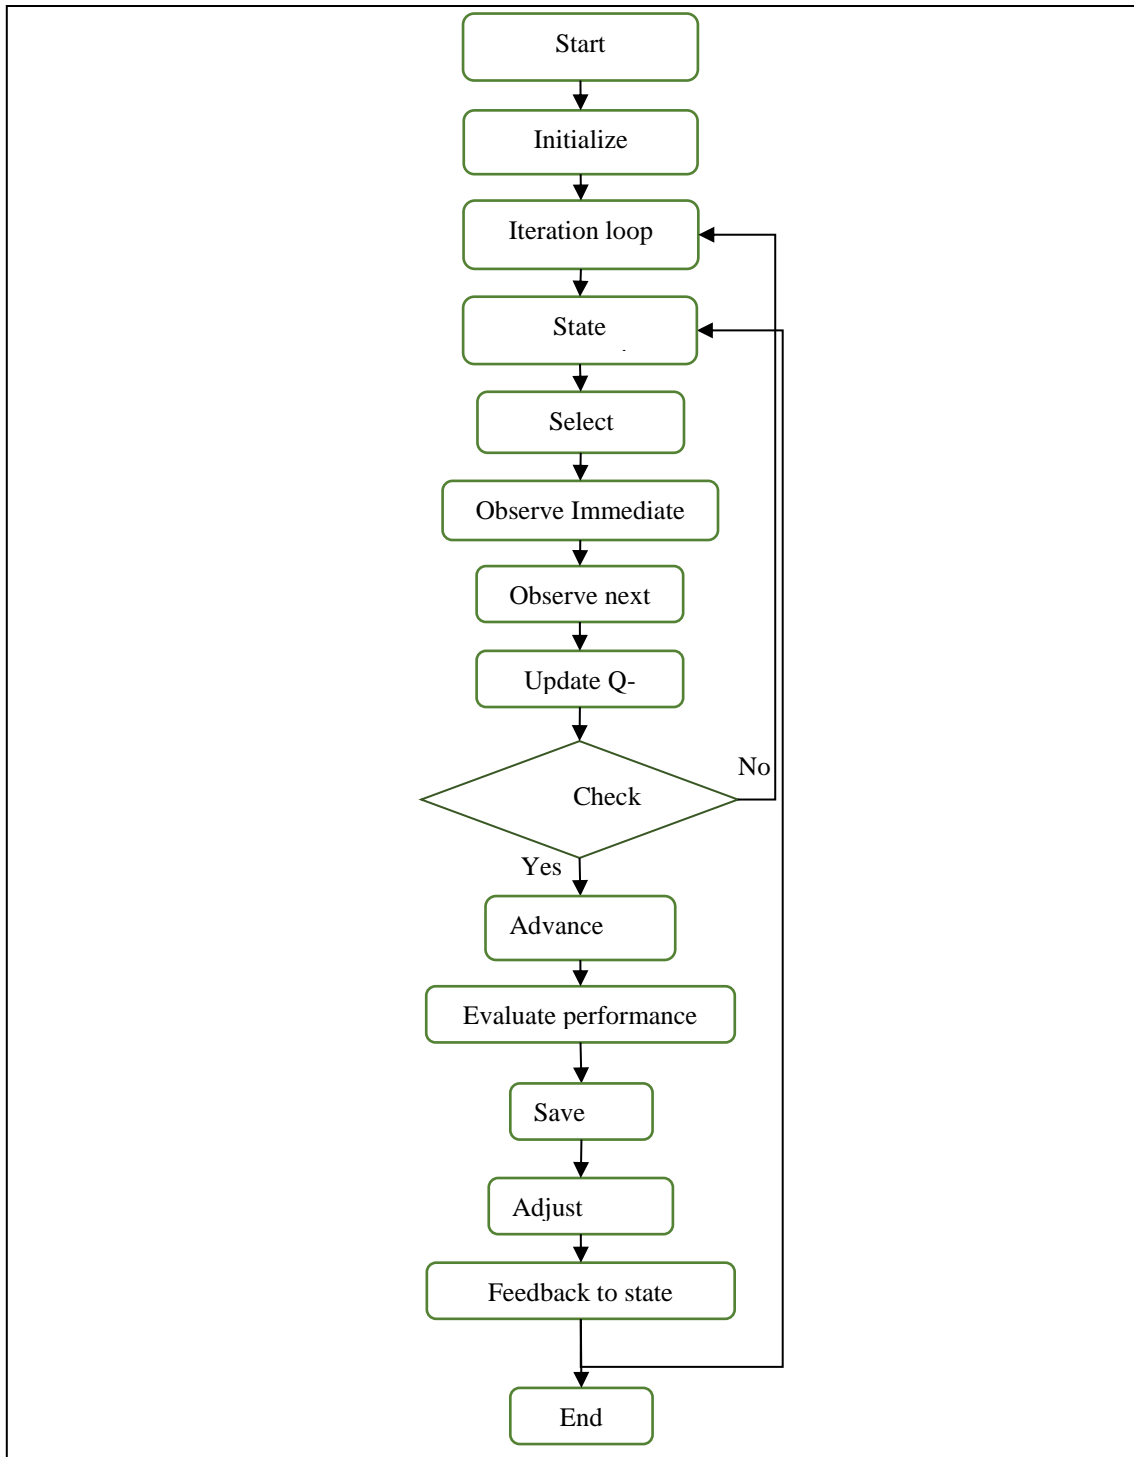 Start
Initialize
Iteration loop
State
Select
Observe Immediate
Observe next
Update Q-
No
Check
Yes
Advance
Evaluate performance
Save
Adjust
Feedback to state
End